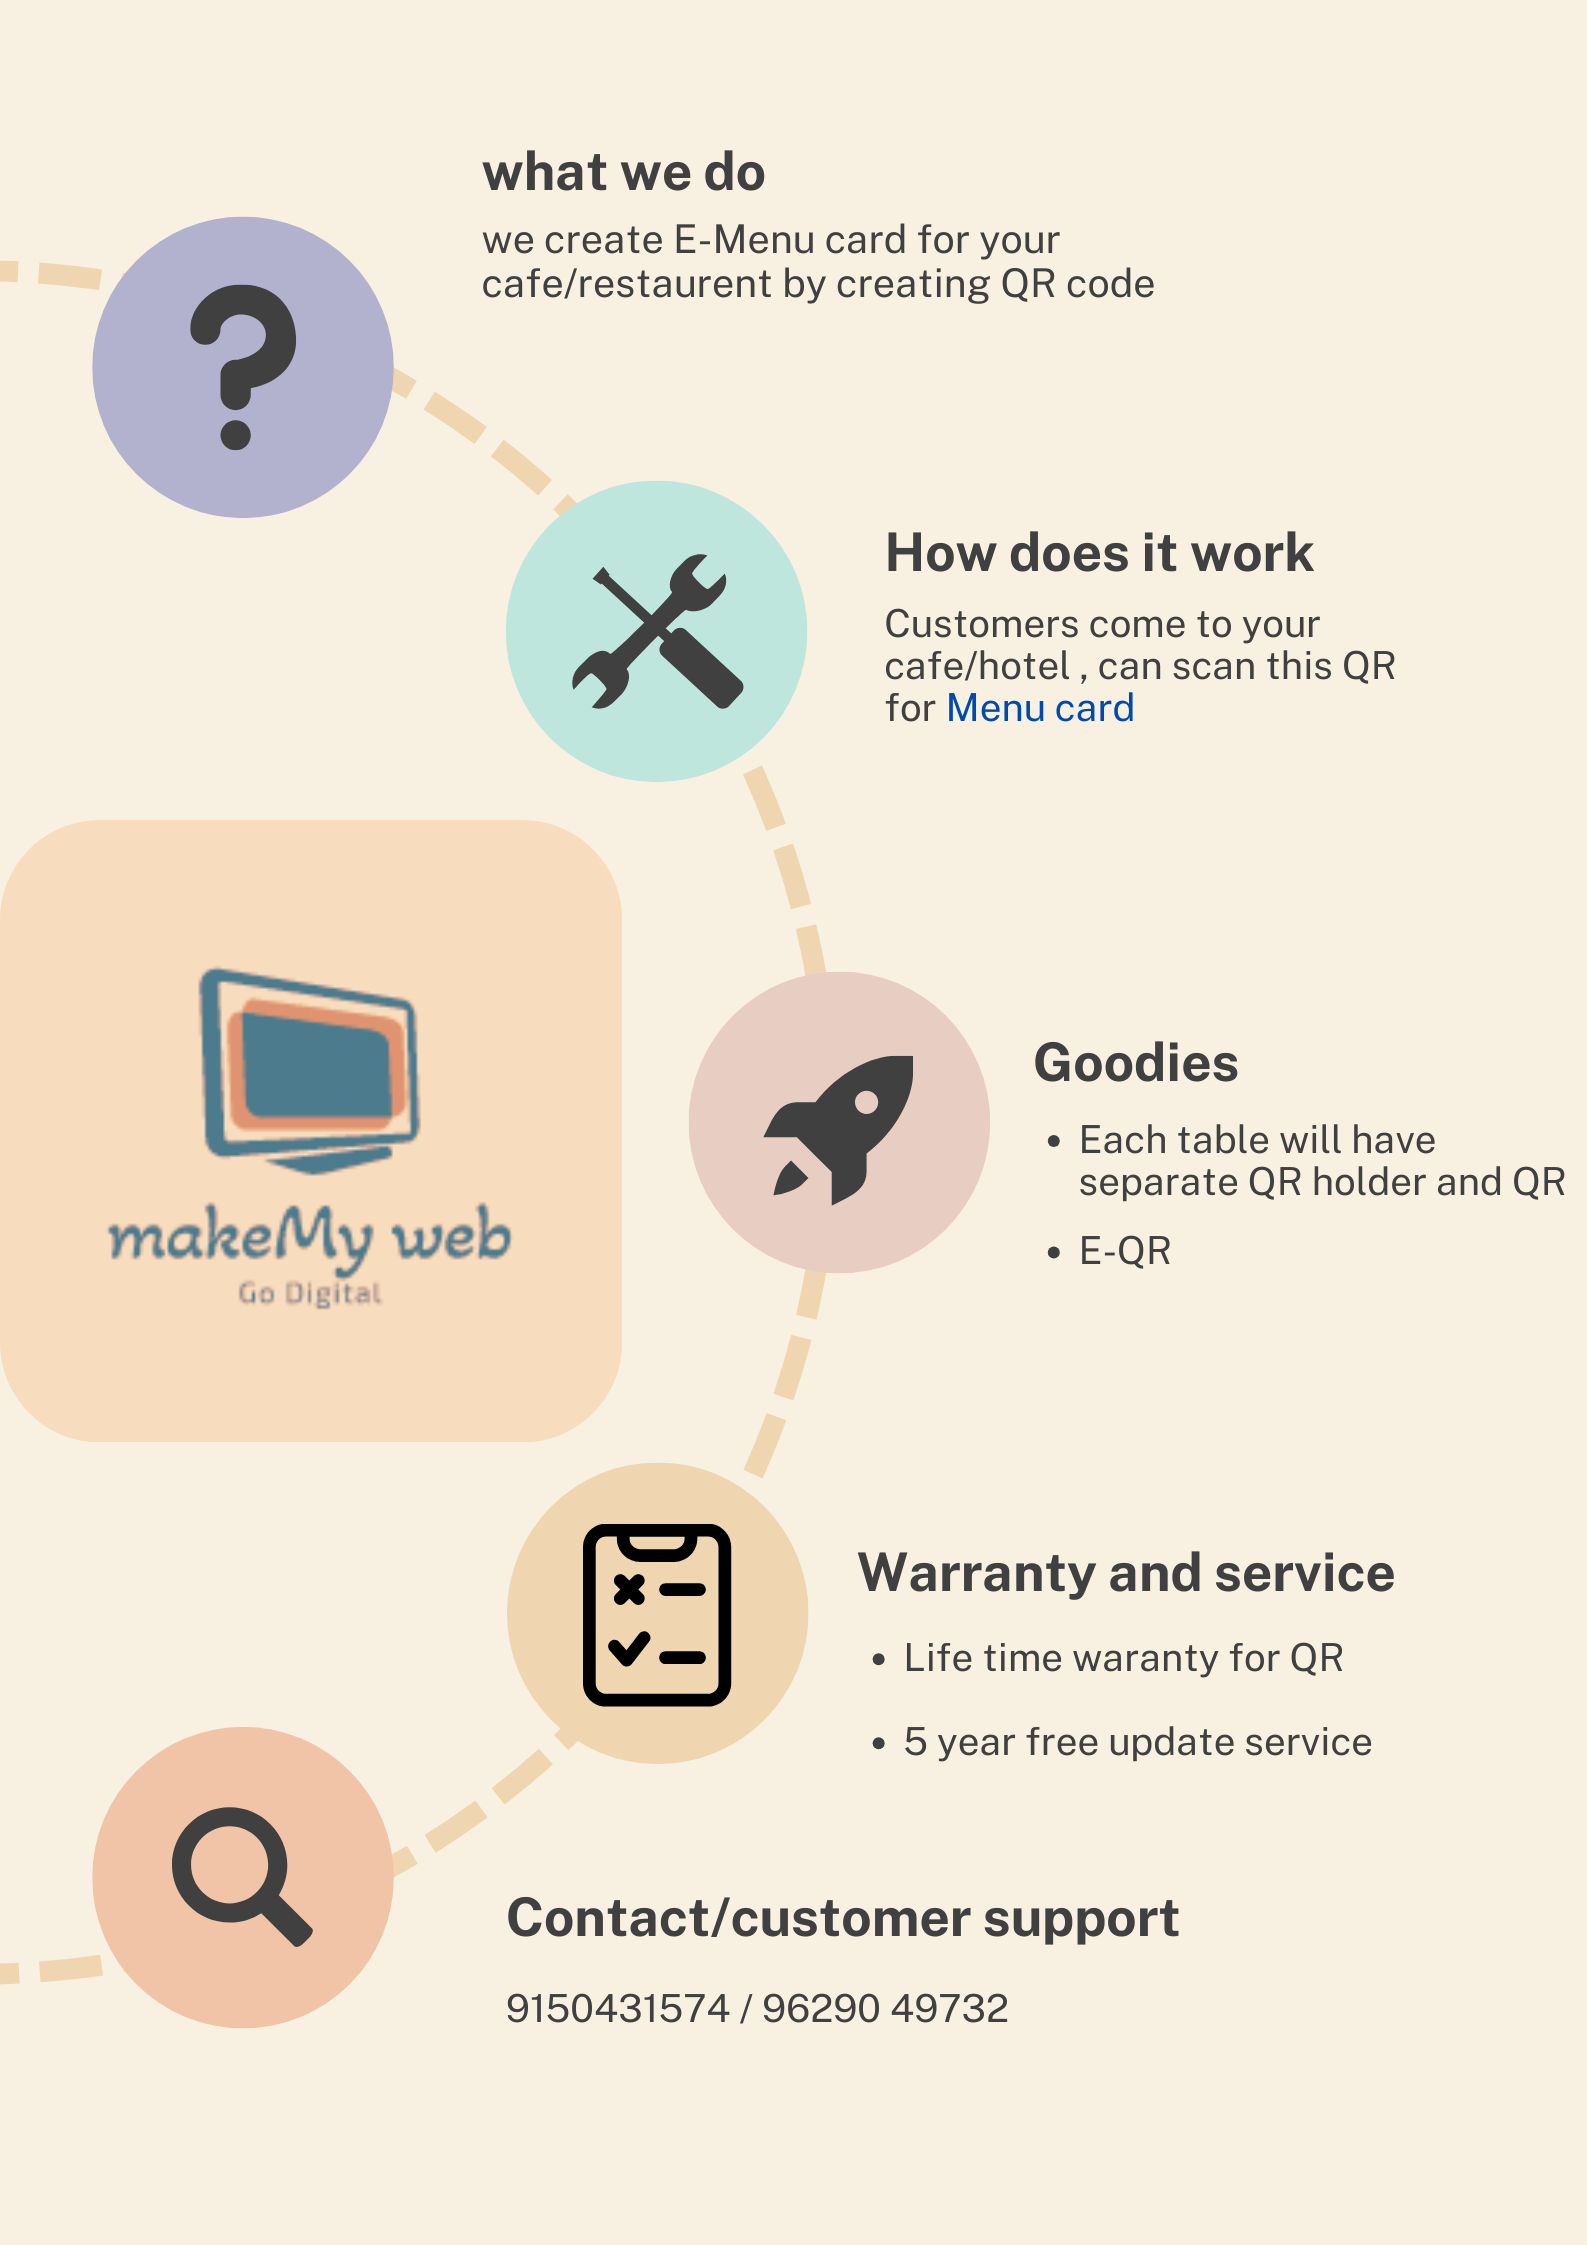 what we do
we create E-Menu card for your
cafe/restaurent by creating QR code
How does it work
Customers come to your
cafe/hotel , can scan this QR
for Menu card
makeMy web
Go Digital
Goodies
• Each table will have
separate QR holder and QR
• E-QR
Warranty and service
• Life time waranty for QR
• 5 year free update service
Contact/customer support
9150431574 / 96290 49732